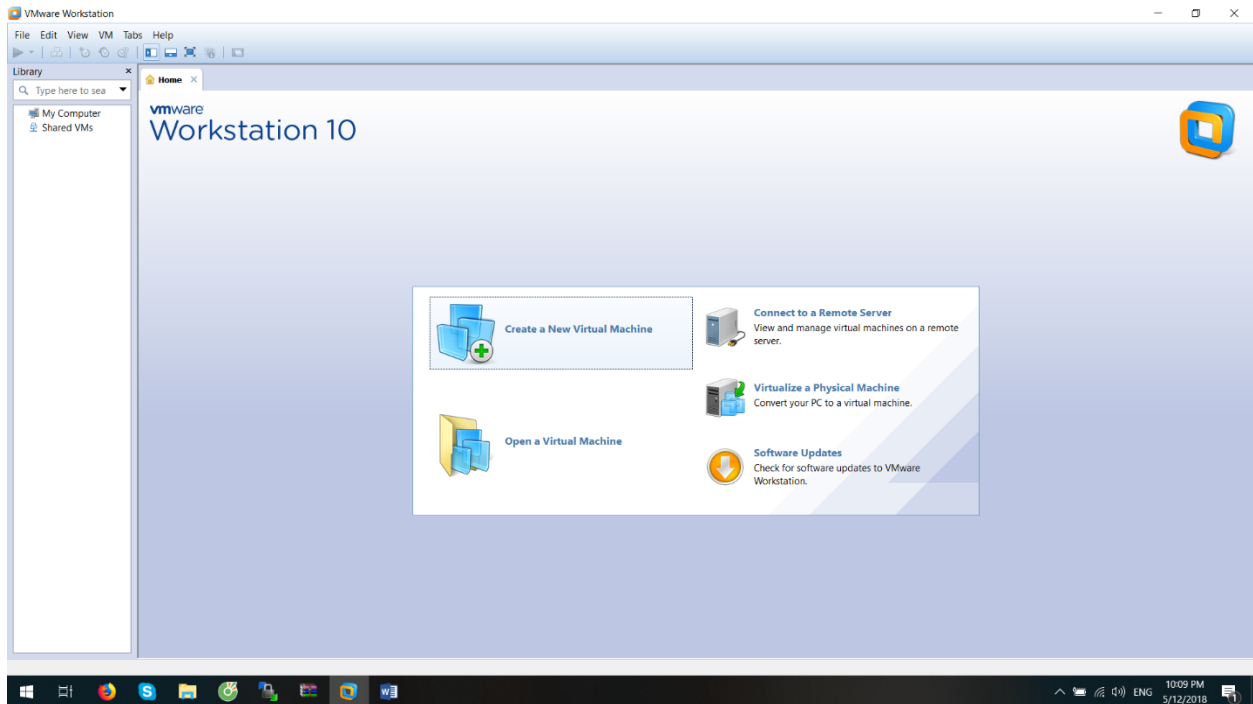 VMware Workstation
File Edit View VM Tabs Help
Library
Home
Type here to sea
My Computer
Shared VMs
vmware
Workstation 10
Create a New Virtual Machine
Open a Virtual Machine
Connect to a Remote Server
View and manage virtual machines on a remote
server.
Virtualize a Physical Machine
Convert your PC to a virtual machine.
Software Updates
Check for software updates to VMware
Workstation.
ENG
10:09 PM
5/12/2018
1